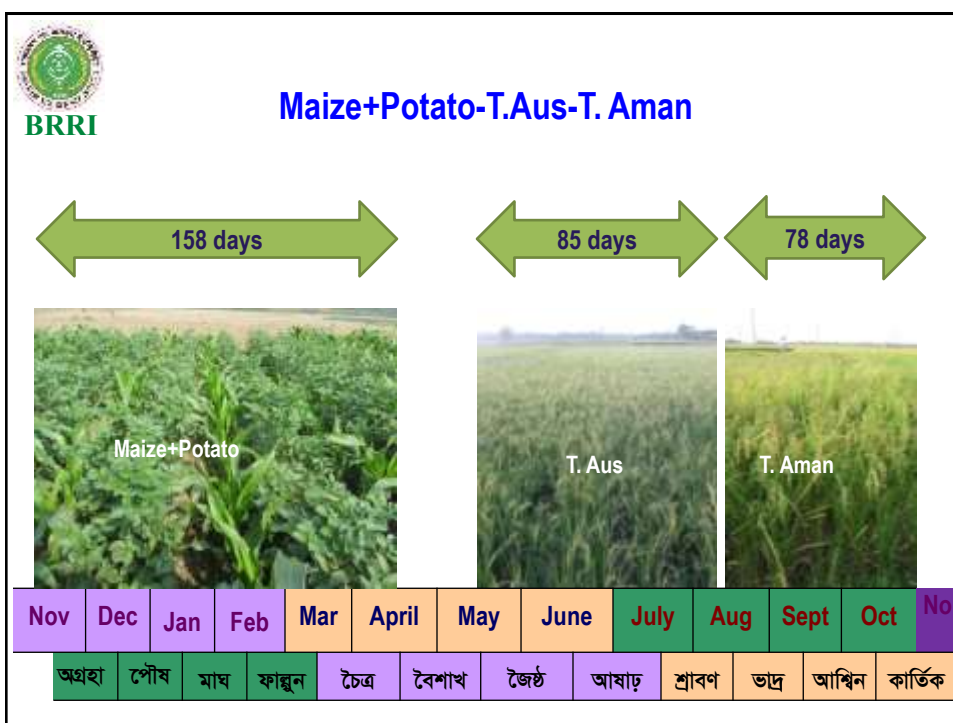 BRRI
Maize+Potato-T.Aus-T. Aman
158 days
85 days
78 days
Maize+Potato
T. Aus
T. Aman
Nov Dec Jan Feb Mar April May June July Aug Sept Oct No
অগ্রহা পৌষ মাঘ ফাল্গুন চৈত্র বৈশাখ জ্যৈষ্ঠ আষাঢ় শ্রাবণ ভাদ্র আশ্বিন কার্তিক